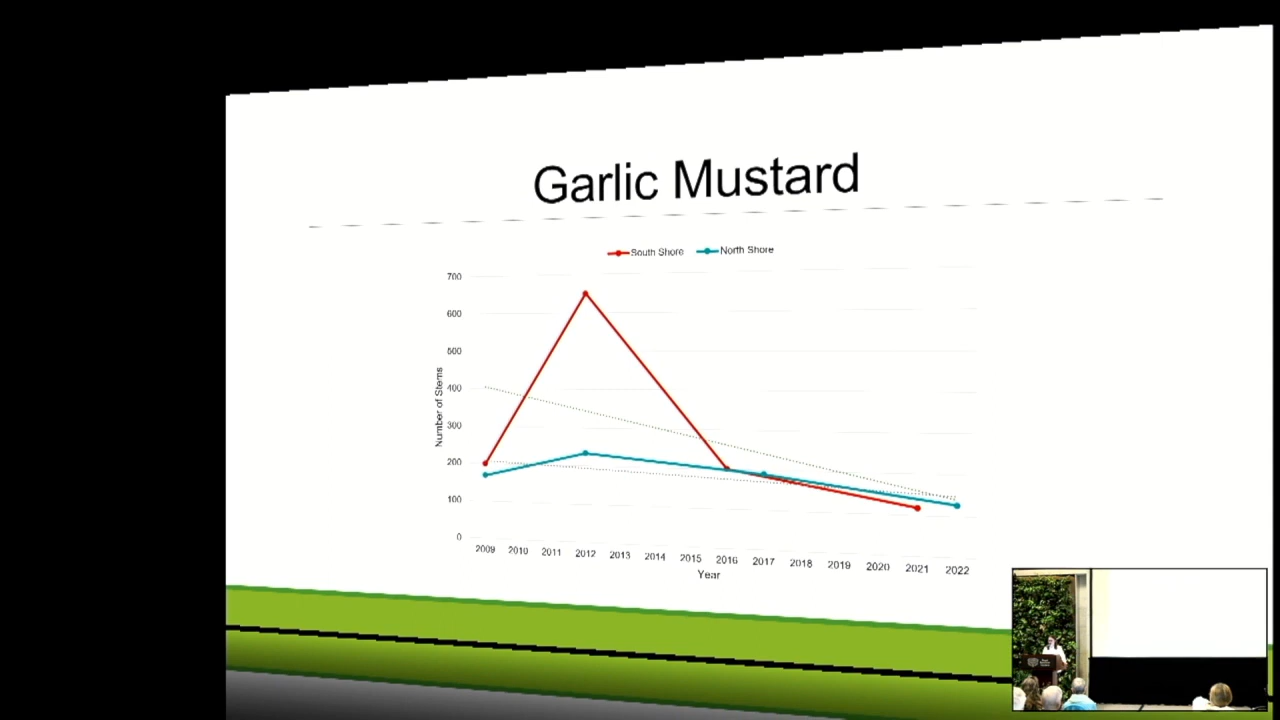 Garlic Mustard
South Shore North Shore
700
600
500
400
300
200
100
0
Number of Stems
2009 2010 2011 2012 2013 2014 2015 2016 2017 2018 2019 2020 2021 2022
Year